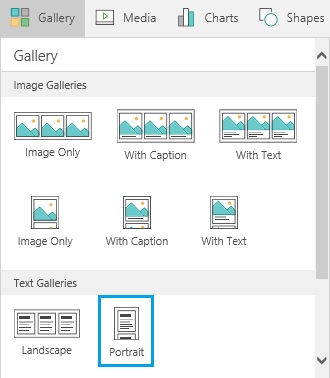 Gallery Media Charts Shapes
Gallery
Image Galleries
Image Only With Caption With Text
Image Only With Caption With Text
Text Galleries
Landscape Portrait